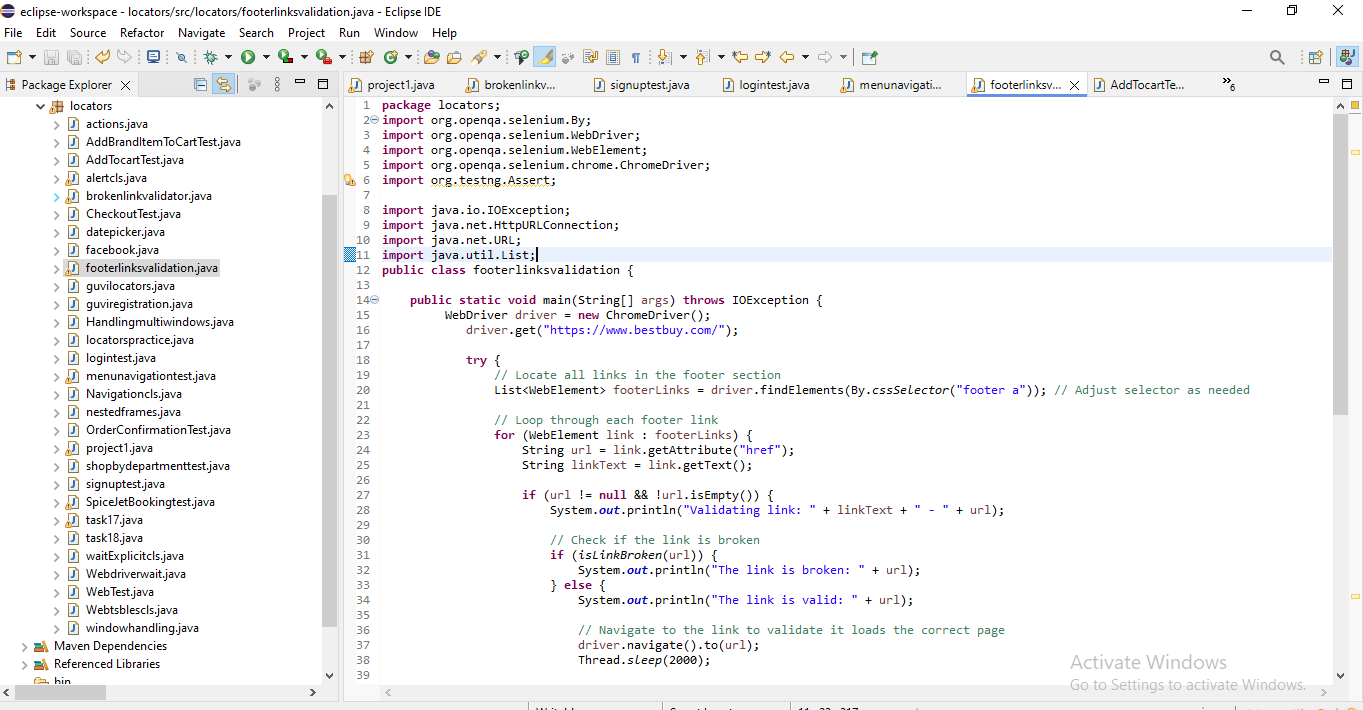 eclipse-workspace - locators/src/locators/footerlinksvalidation.java - Eclipse IDE
File Edit Source Refactor Navigate Search Project Run Window Help
Package Explorer
project1.java
brokenlinkv...
signuptest.java
logintest.java
menunavigati...
footerlinksv...
AddTocartTe...
6
locators
actions.java
AddBrandItemToCartTest.java
AddTocartTest.java
alertcls.java
brokenlinkvalidator.java
CheckoutTest.java
datepicker.java
facebook.java
footerlinksvalidation.java
guvilocators.java
guviregistration.java
Handlingmultiwindows.java
locatorspractice.java
logintest.java
menunavigationtest.java
Navigationcls.java
nestedframes.java
OrderConfirmationTest.java
project1.java
shopbydepartmenttest.java
signuptest.java
SpiceJetBookingtest.java
task17.java
task18.java
waitExplicitcls.java
Webdriverwait.java
WebTest.java
Webtsblescls.java
windowhandling.java
Maven Dependencies
Referenced Libraries
bin
1 package locators;
2 import org.openqa.selenium.By;
3 import org.openqa.selenium.WebDriver;
4 import org.openqa.selenium.WebElement;
5 import org.openqa.selenium.chrome.ChromeDriver;
6 import org.testng.Assert;
7
8 import java.io.IOException;
9 import java.net.HttpURLConnection;
10 import java.net.URL;
11 import java.util.List;
12 public class footerlinksvalidation {
13
14 public static void main(String[] args) throws IOException {
15 WebDriver driver = new ChromeDriver();
16 driver.get("https://www.bestbuy.com/");
17
18 try {
19 // Locate all links in the footer section
20 List<WebElement> footerLinks = driver.findElements(By.cssSelector("footer a")); // Adjust selector as needed
21
22 // Loop through each footer link
23 for (WebElement link : footerLinks) {
24 String url = link.getAttribute("href");
25 String linkText = link.getText();
26
27 if (url != null && !url.isEmpty()) {
28 System.out.println("Validating link: " + linkText + " - " + url);
29
30 // Check if the link is broken
31 if (isLinkBroken(url)) {
32 System.out.println("The link is broken: " + url);
33 } else {
34 System.out.println("The link is valid: " + url);
35
36 // Navigate to the link to validate it loads the correct page
37 driver.navigate().to(url);
38 Thread.sleep(2000);
39
Activate Windows
Go to Settings to activate Windows.